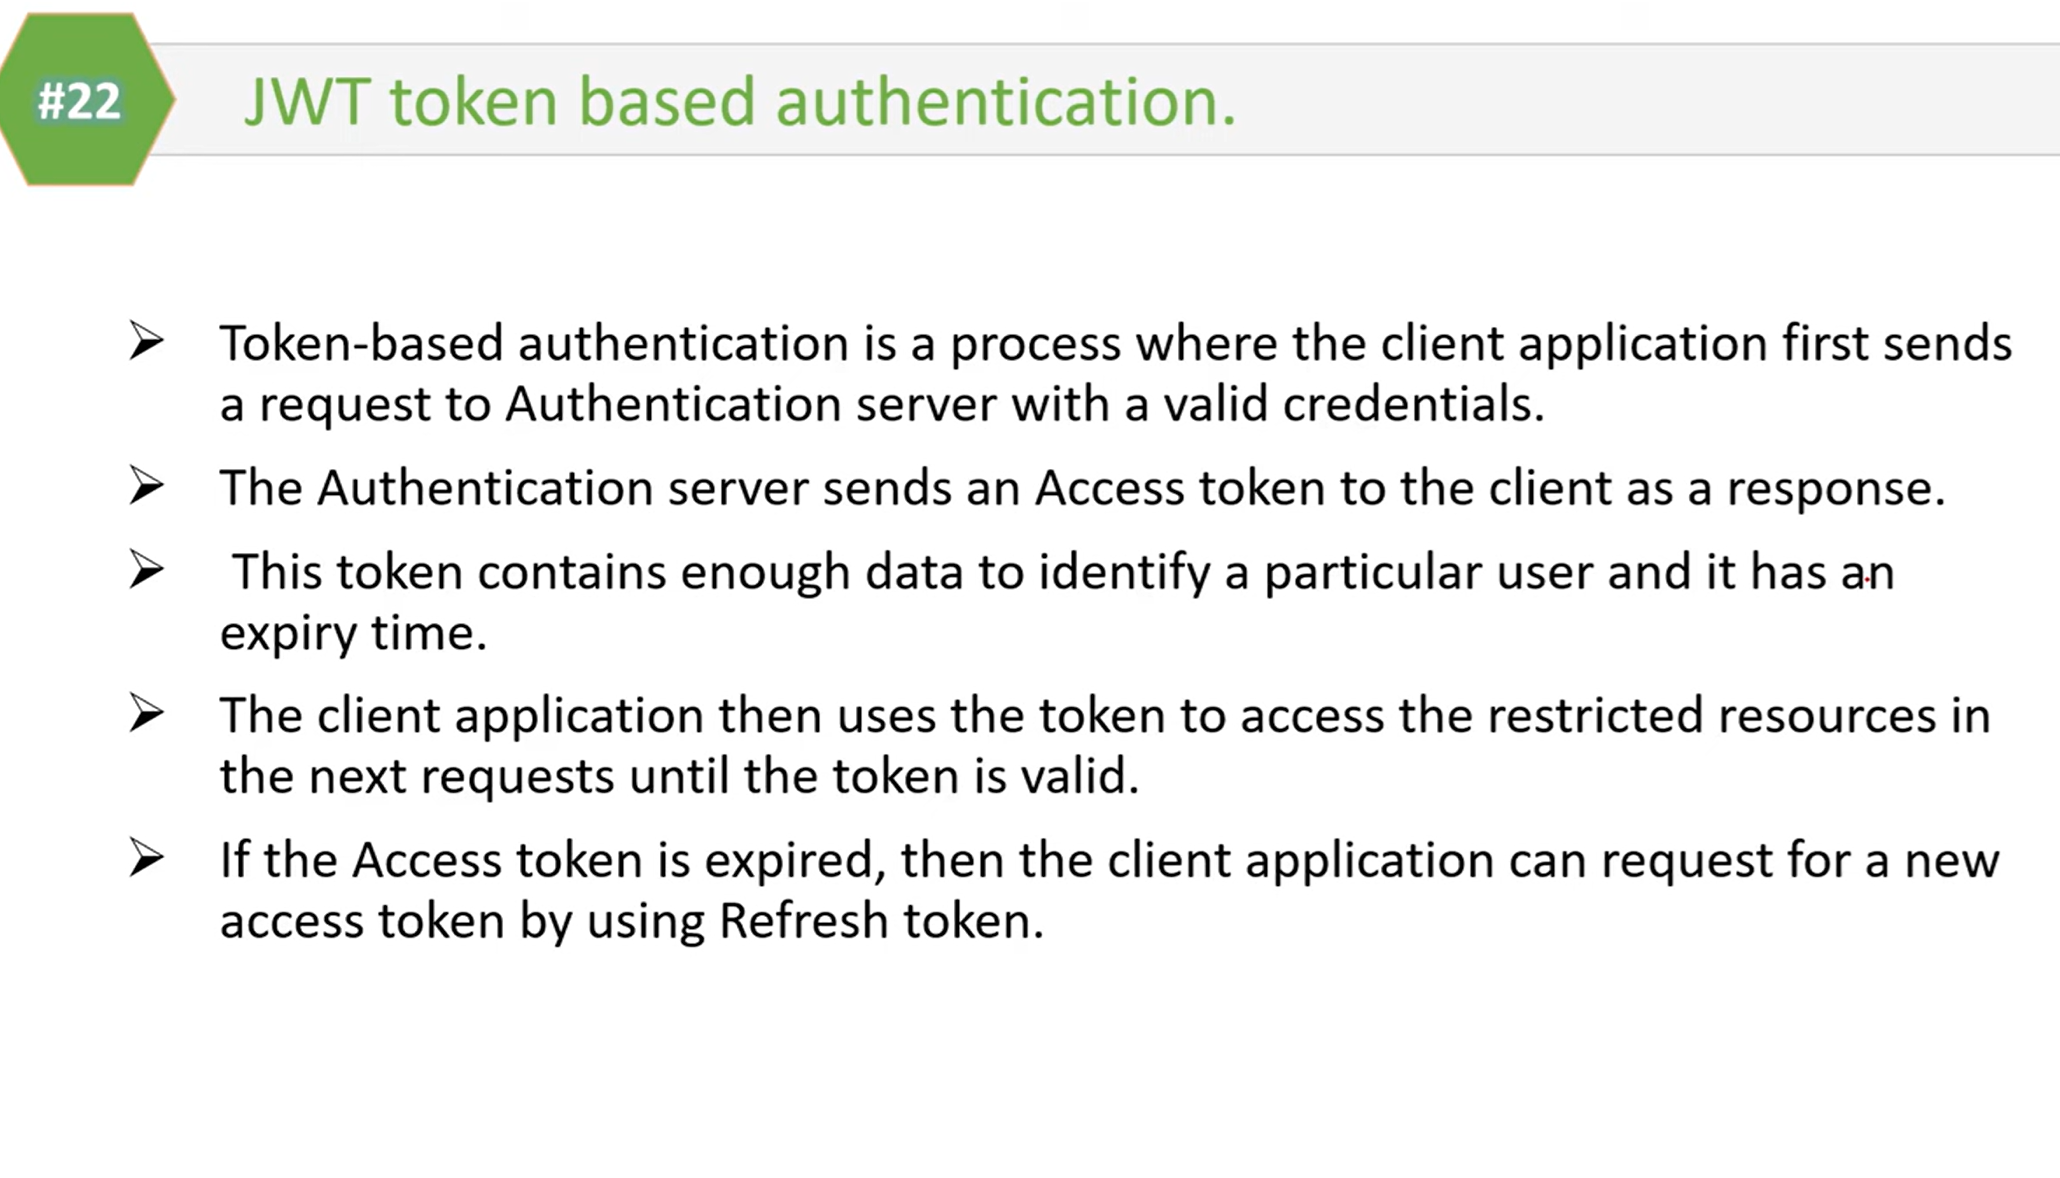 #22
JWT token based authentication.
Token-based authentication is a process where the client application first sends
a request to Authentication server with a valid credentials.
The Authentication server sends an Access token to the client as a response.
This token contains enough data to identify a particular user and it has an
expiry time.
The client application then uses the token to access the restricted resources in
the next requests until the token is valid.
If the Access token is expired, then the client application can request for a new
access token by using Refresh token.